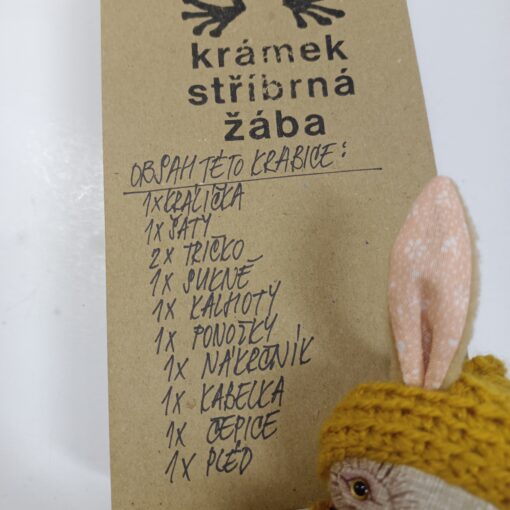 krámek
stříbrná
žába
OBSAH TÉTO KRABICE:
1x KRALIČKA
1x ŠATY
2x TRIČKO
1x SUKNĚ
1x KALHOTY
1x PONOŽKY
1x NÁKRČNÍK
1x KABELKA
1x ČEPICE
1x PLÉD